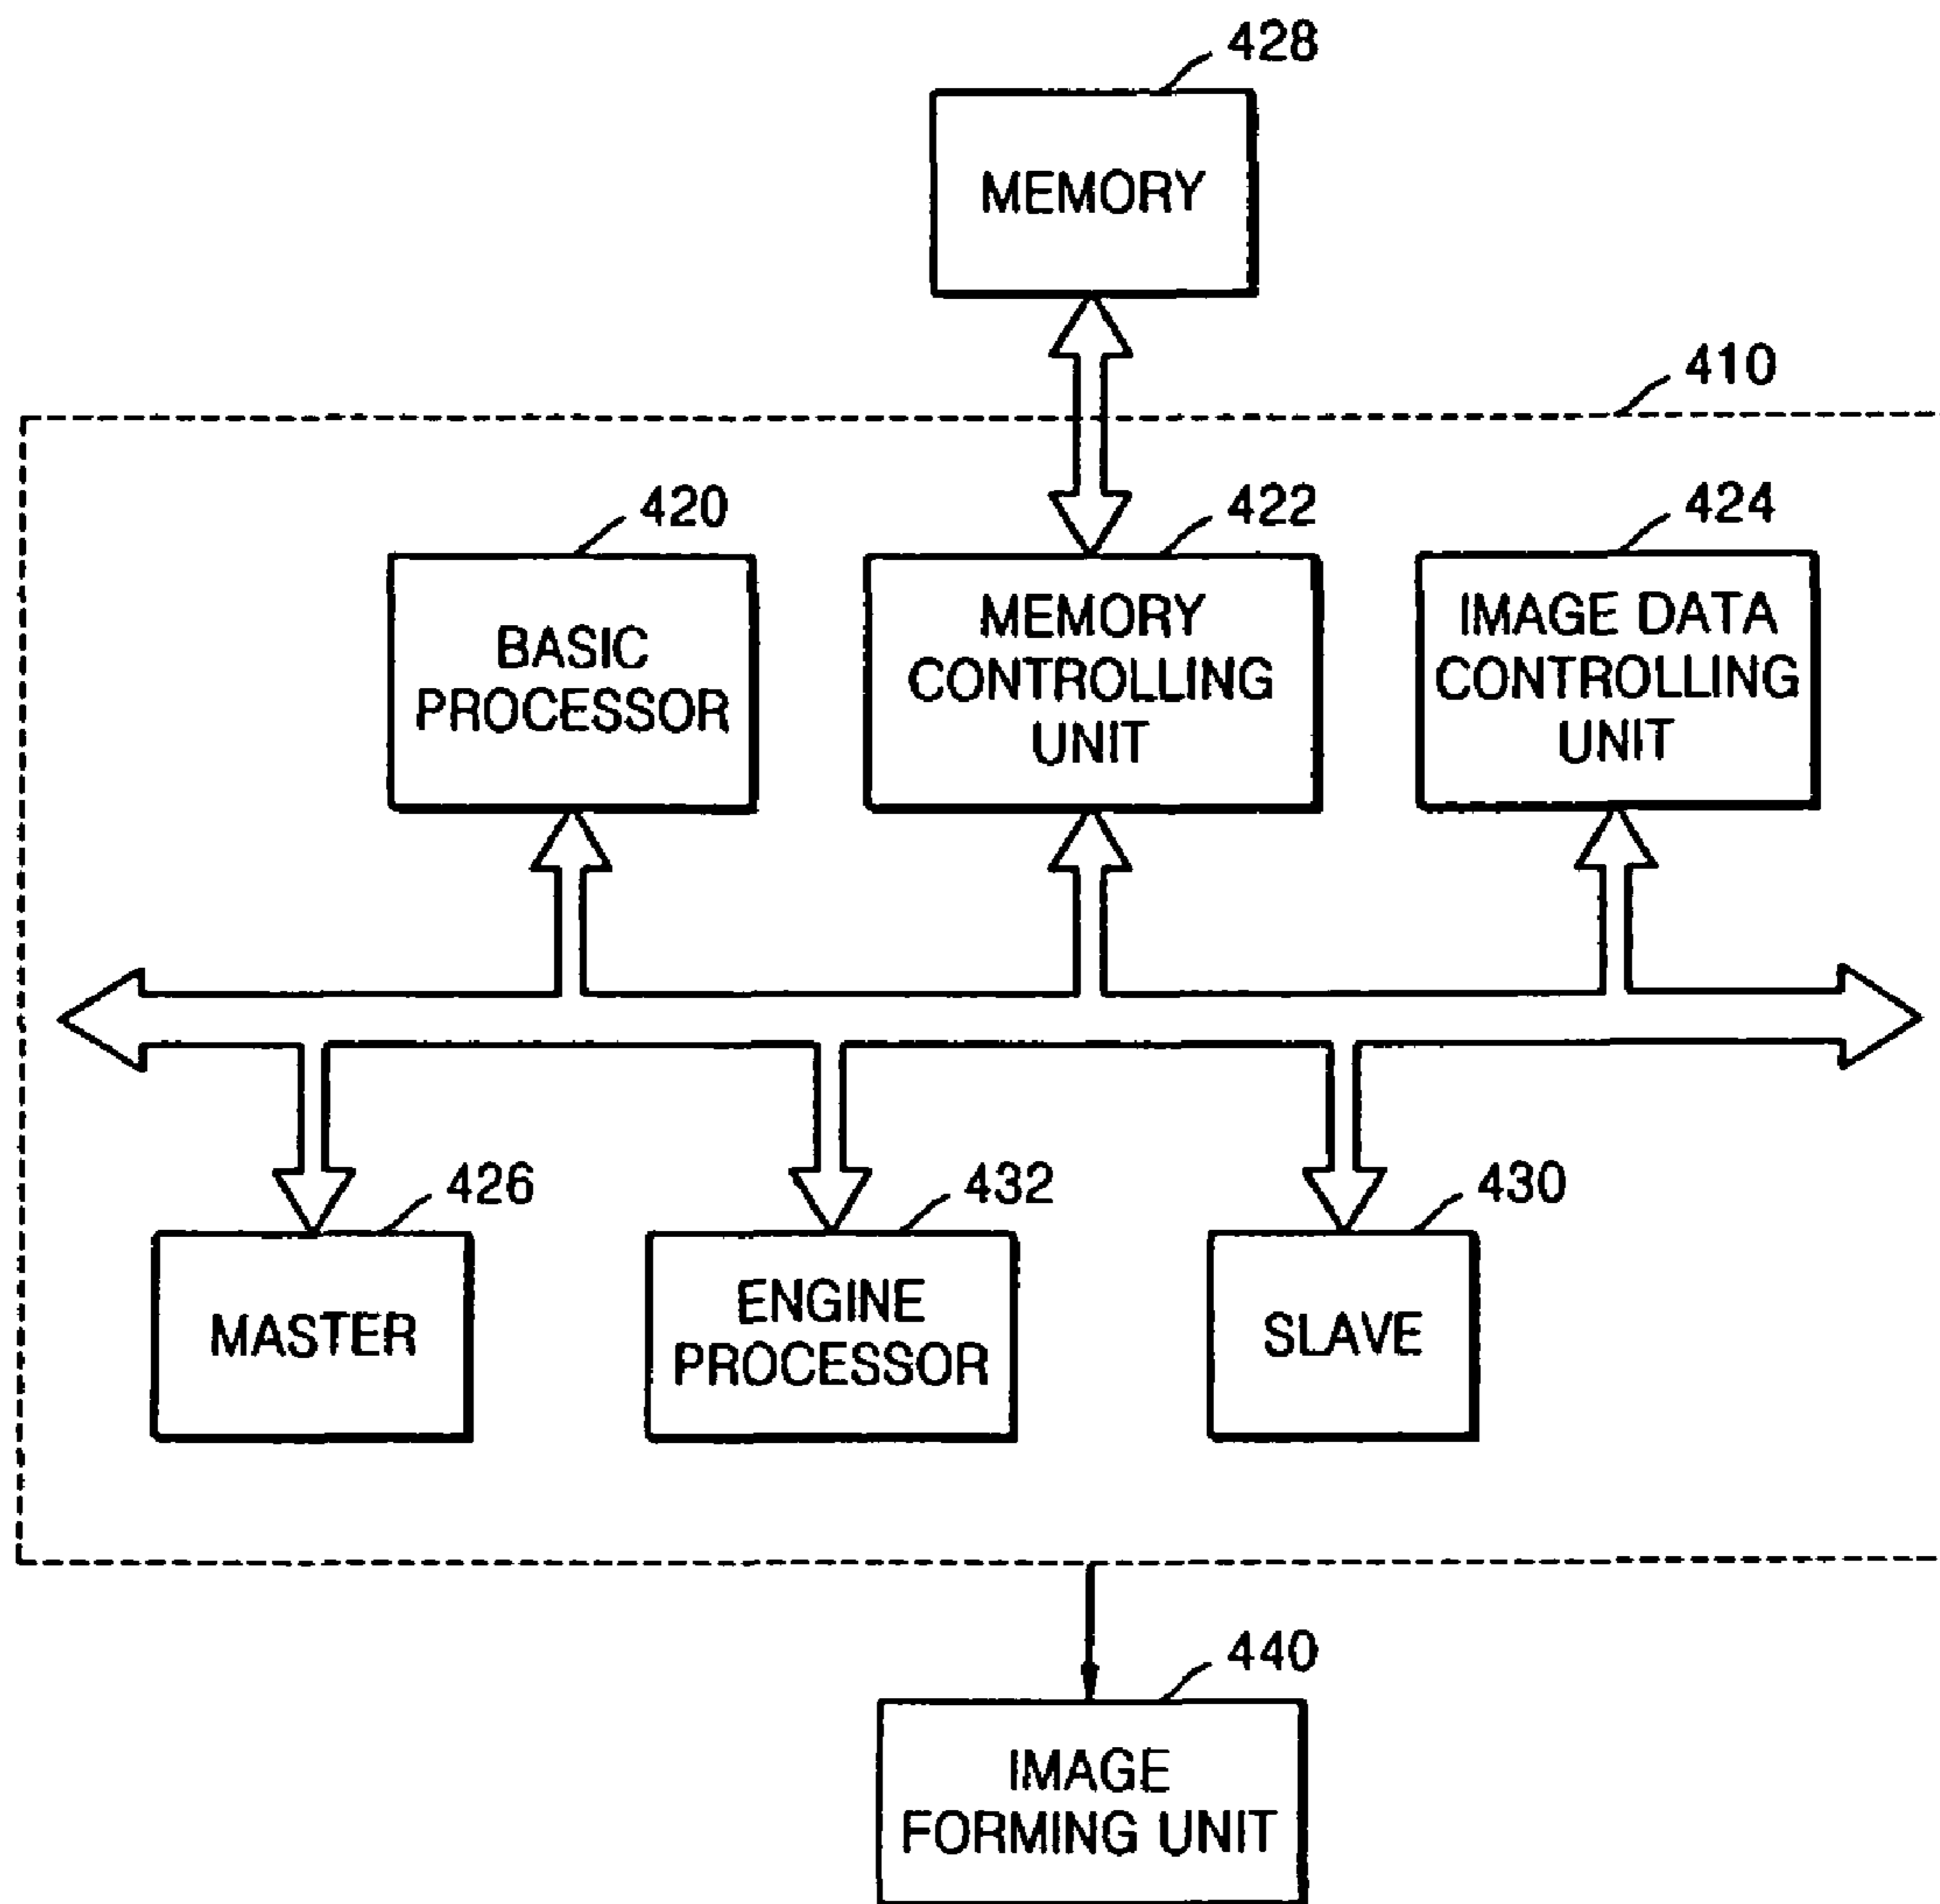 428
MEMORY
410
420
422
424
BASIC
PROCESSOR
MEMORY
CONTROLLING
UNIT
IMAGE DATA
CONTROLLING
UNIT
426
432
430
MASTER
ENGINE
PROCESSOR
SLAVE
440
IMAGE
FORMING UNIT